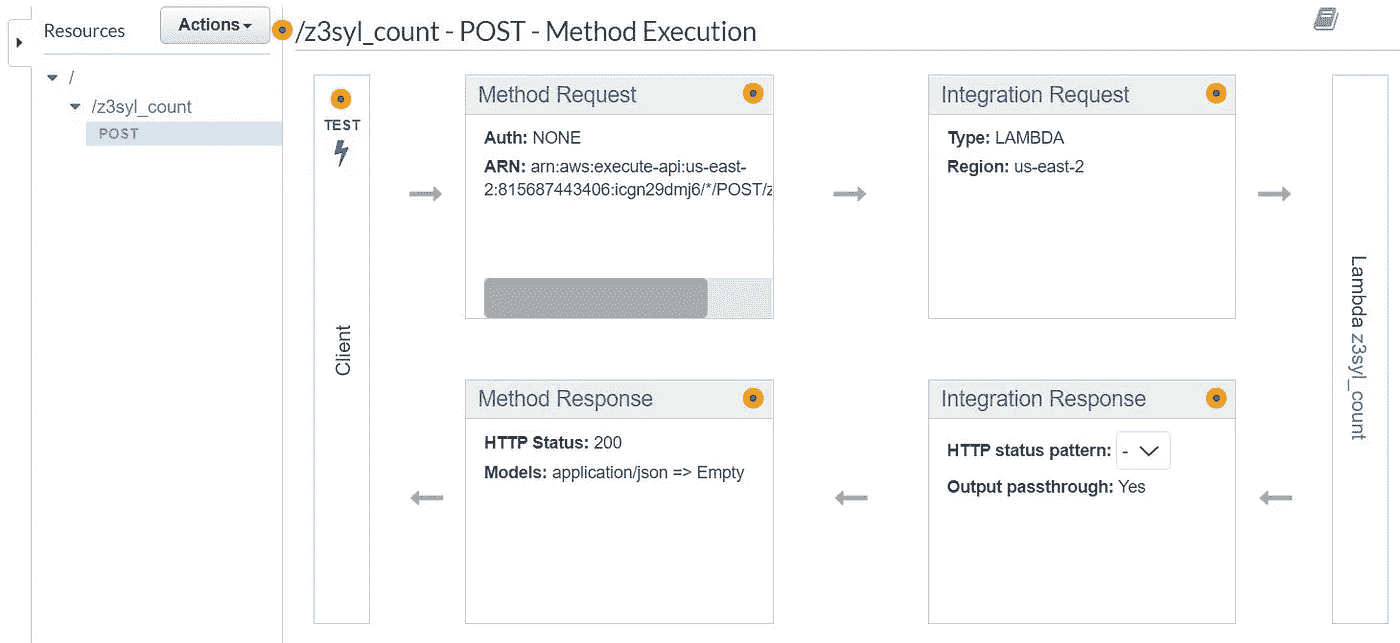 Resources
Actions
/z3syl_count - POST - Method Execution
/
/z3syl_count
POST
TEST
Client
Method Request
Auth: NONE
ARN: arn:aws:execute-api:us-east-
2:815687443406:icgn29dmj6/*/POST/z
Integration Request
Type: LAMBDA
Region: us-east-2
Lambda z3syl_count
Method Response
HTTP Status: 200
Models: application/json => Empty
Integration Response
HTTP status pattern: -
Output passthrough: Yes